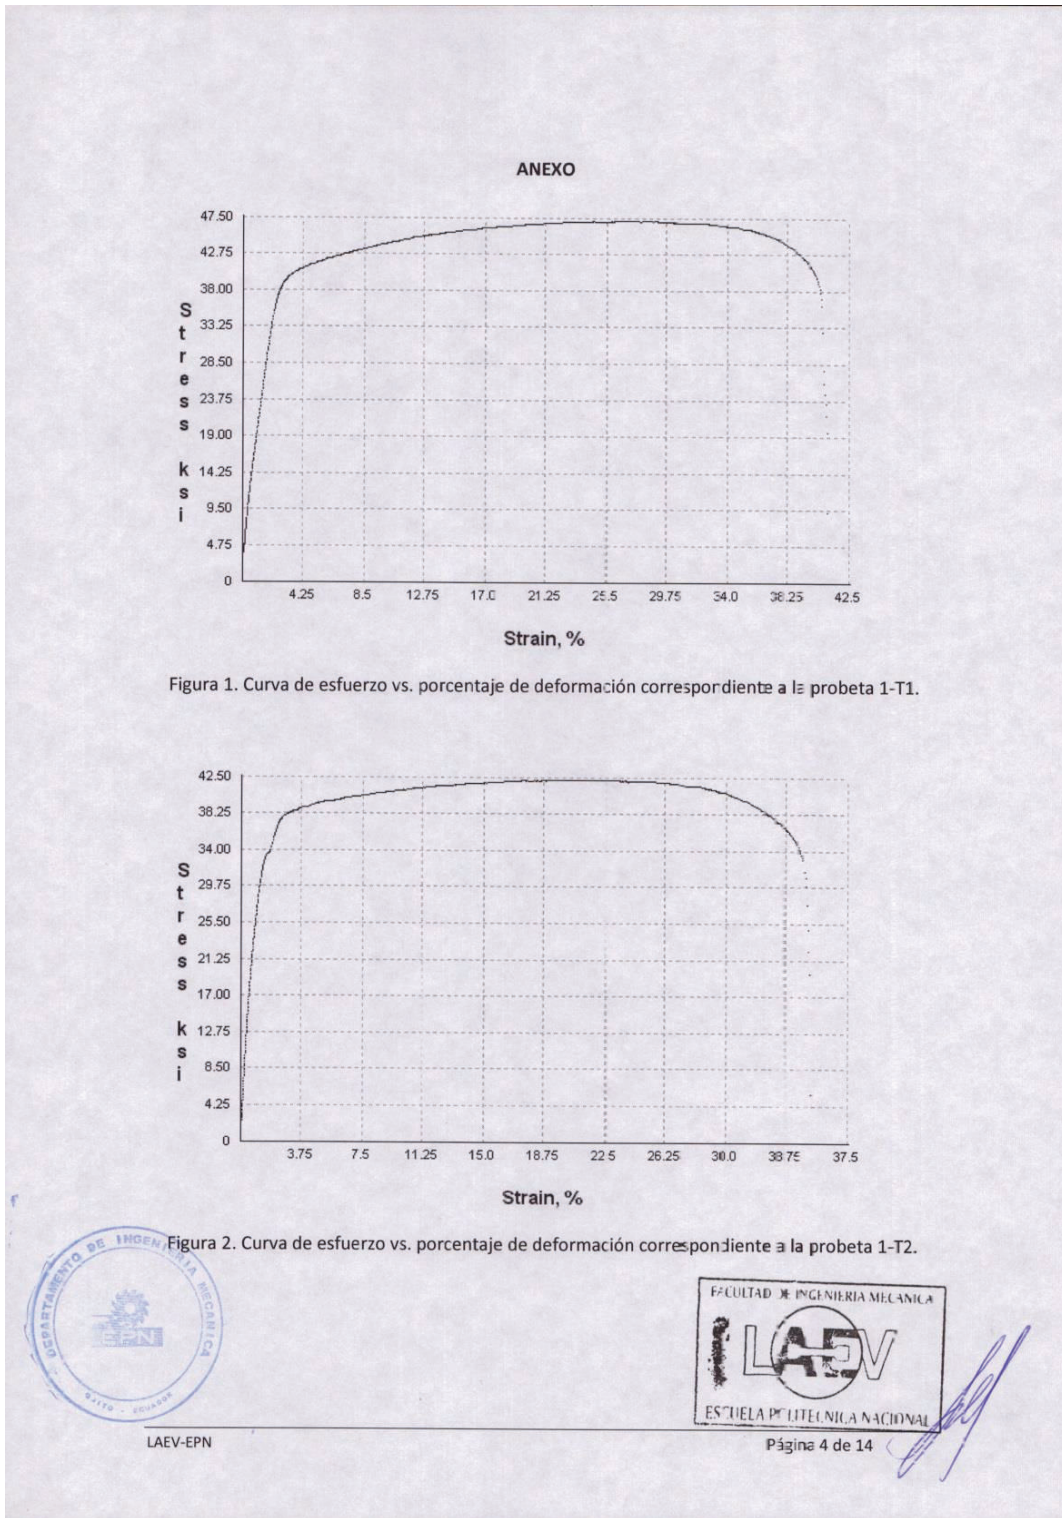 ANEXO
47.50
42.75
38.00
33.25
28.50
23.75
19.00
14.25
9.50
4.75
0
Stress ksi
4.25 8.5 12.75 17.0 21.25 25.5 29.75 34.0 38.25 42.5
Strain, %
Figura 1. Curva de esfuerzo vs. porcentaje de deformación correspondiente a la probeta 1-T1.
42.50
38.25
34.00
29.75
25.50
21.25
17.00
12.75
8.50
4.25
0
Stress ksi
3.75 7.5 11.25 15.0 18.75 22.5 26.25 30.0 33.75 37.5
Strain, %
Figura 2. Curva de esfuerzo vs. porcentaje de deformación correspondiente a la probeta 1-T2.
DEPARTAMENTO DE INGENIERIA MECANICA
EPN
QUITO - ECUADOR
FACULTAD DE INGENIERIA MECANICA
LAEV
ESCUELA POLITECNICA NACIONAL
LAEV-EPN
Página 4 de 14